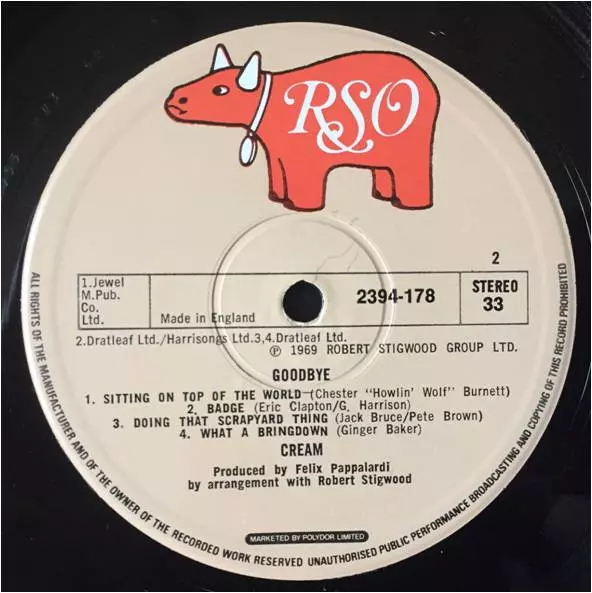 RSO
2
1.Jewel
M.Pub.
Co.
Ltd.
Made in England
2394-178
STEREO
33
2.Dratleaf Ltd./Harrisongs Ltd.3,4.Dratleaf Ltd.
℗ 1969 ROBERT STIGWOOD GROUP LTD.
GOODBYE
1. SITTING ON TOP OF THE WORLD-(Chester "Howlin' Wolf" Burnett)
2. BADGE (Eric Clapton/G. Harrison)
3. DOING THAT SCRAPYARD THING (Jack Bruce/Pete Brown)
4. WHAT A BRINGDOWN (Ginger Baker)
CREAM
Produced by Felix Pappalardi
by arrangement with Robert Stigwood
MARKETED BY POLYDOR LIMITED
ALL RIGHTS OF THE MANUFACTURER AND OF THE OWNER OF THE RECORDED WORK RESERVED UNAUTHORISED PUBLIC PERFORMANCE BROADCASTING AND COPYING OF THIS RECORD PROHIBITED